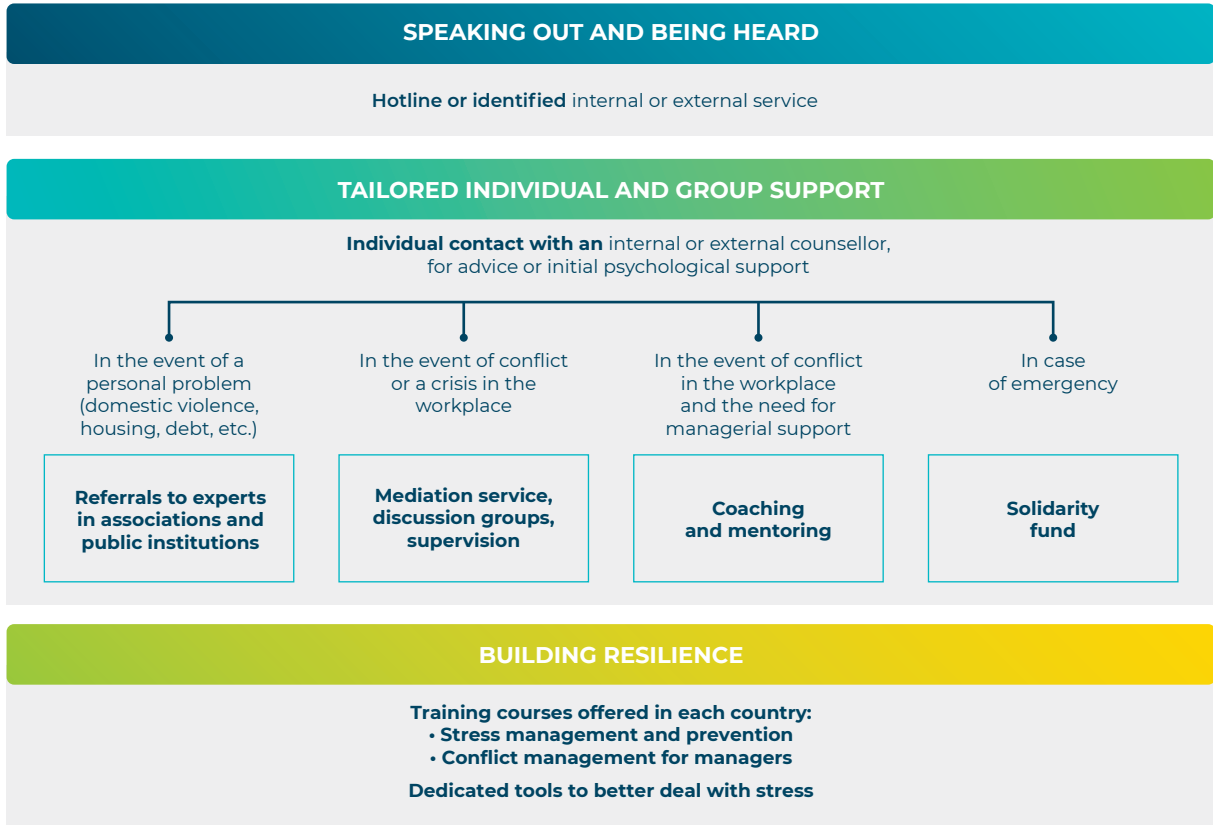 SPEAKING OUT AND BEING HEARD
Hotline or identified internal or external service
TAILORED INDIVIDUAL AND GROUP SUPPORT
Individual contact with an internal or external counsellor,
for advice or initial psychological support
In the event of a
personal problem
(domestic violence,
housing, debt, etc.)
Referrals to experts
in associations and
public institutions
In the event of conflict
or a crisis in the
workplace
Mediation service,
discussion groups,
supervision
In the event of conflict
in the workplace
and the need for
managerial support
Coaching
and mentoring
In case
of emergency
Solidarity
fund
BUILDING RESILIENCE
Training courses offered in each country:
• Stress management and prevention
• Conflict management for managers
Dedicated tools to better deal with stress